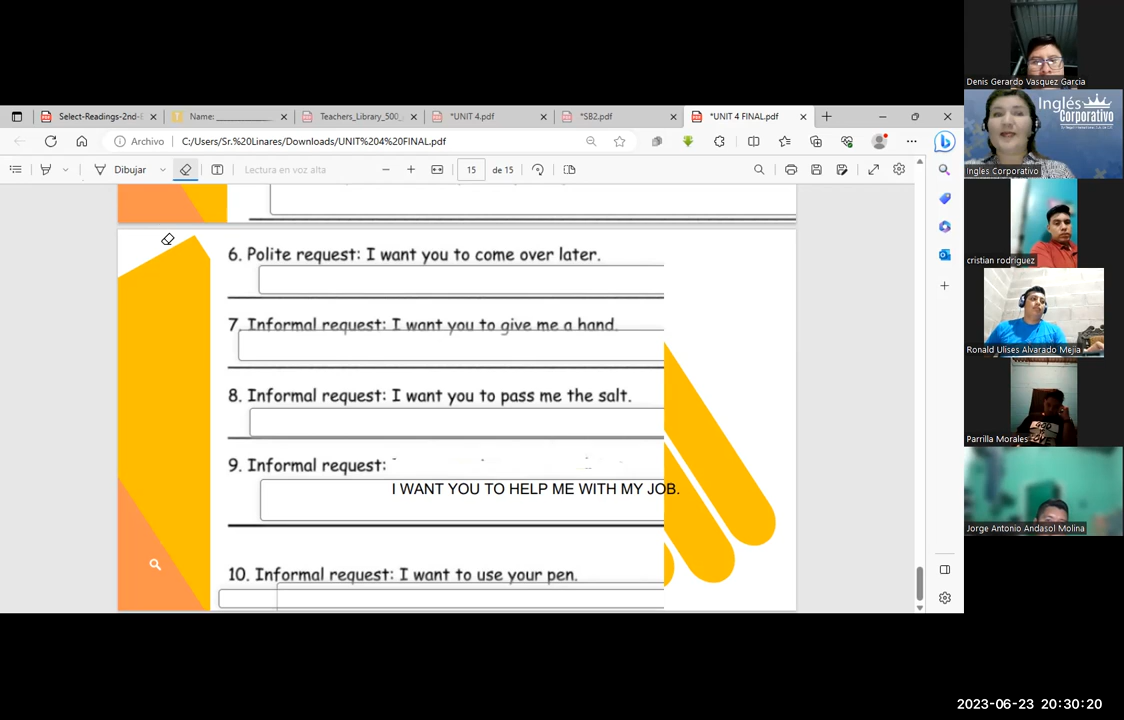 Select-Readings-2nd-
Name: ____________
Teachers_Library_500_
*UNIT 4.pdf
*SB2.pdf
*UNIT 4 FINAL.pdf
Archivo
C:/Users/Sr.%20Linares/Downloads/UNIT%204%20FINAL.pdf
Dibujar
Lectura en voz alta
15
de 15
6. Polite request: I want you to come over later.
7. Informal request: I want you to give me a hand.
8. Informal request: I want you to pass me the salt.
9. Informal request:
I WANT YOU TO HELP ME WITH MY JOB.
10. Informal request: I want to use your pen.
Denis Gerardo Vasquez Garcia
Inglés
Corporativo
Ingles Corporativo
cristian rodriguez
Ronald Ulises Alvarado Mejia
Parrilla Morales
Jorge Antonio Andasol Molina
2023-06-23 20:30:20